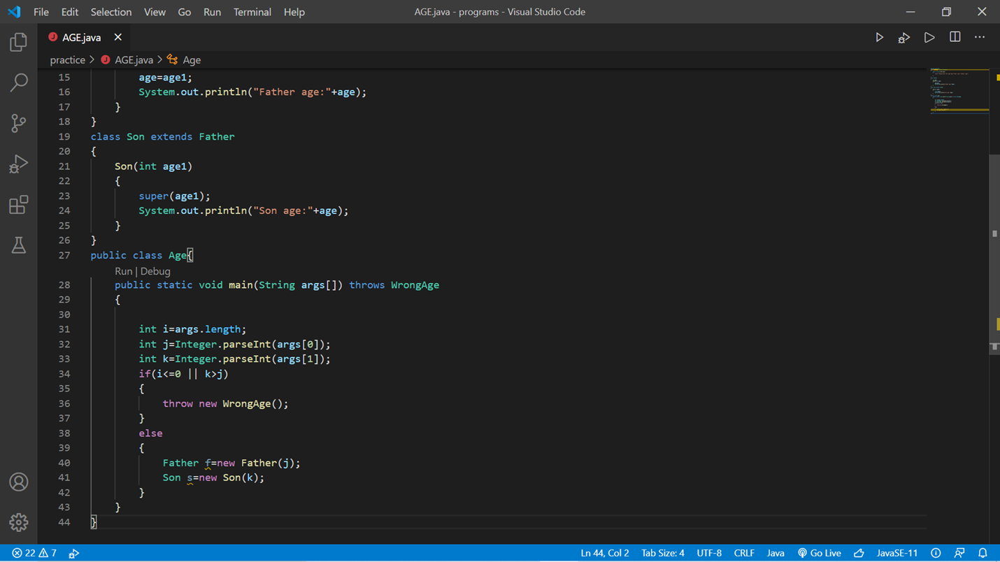 File Edit Selection View Go Run Terminal Help AGE.java - programs - Visual Studio Code
AGE.java
practice > AGE.java > Age
15 age=age1;
16 System.out.println("Father age:"+age);
17 }
18 }
19 class Son extends Father
20 {
21 Son(int age1)
22 {
23 super(age1);
24 System.out.println("Son age:"+age);
25 }
26 }
27 public class Age{
Run | Debug
28 public static void main(String args[]) throws WrongAge
29 {
30
31 int i=args.length;
32 int j=Integer.parseInt(args[0]);
33 int k=Integer.parseInt(args[1]);
34 if(i<=0 || k>j)
35 {
36 throw new WrongAge();
37 }
38 else
39 {
40 Father f=new Father(j);
41 Son s=new Son(k);
42 }
43 }
44 }
22 7 Ln 44, Col 2 Tab Size: 4 UTF-8 CRLF Java Go Live JavaSE-11